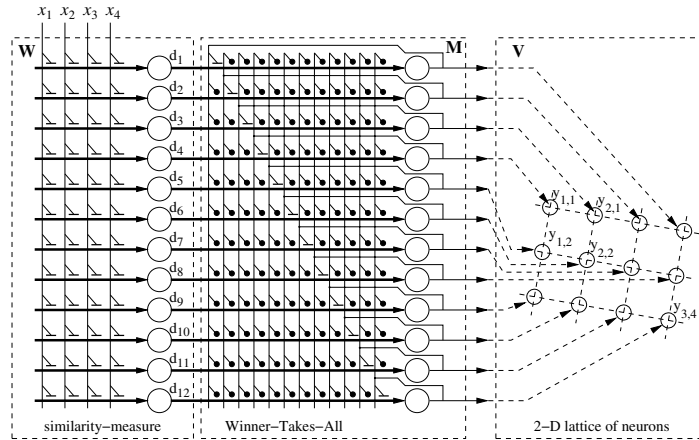 x1 x2 x3 x4
W M V
d1
d2
d3
d4
d5
d6
d7
d8
d9
d10
d11
d12
y1,1 y2,1
y1,2 y2,2
y3,4
similarity−measure Winner−Takes−All 2−D lattice of neurons